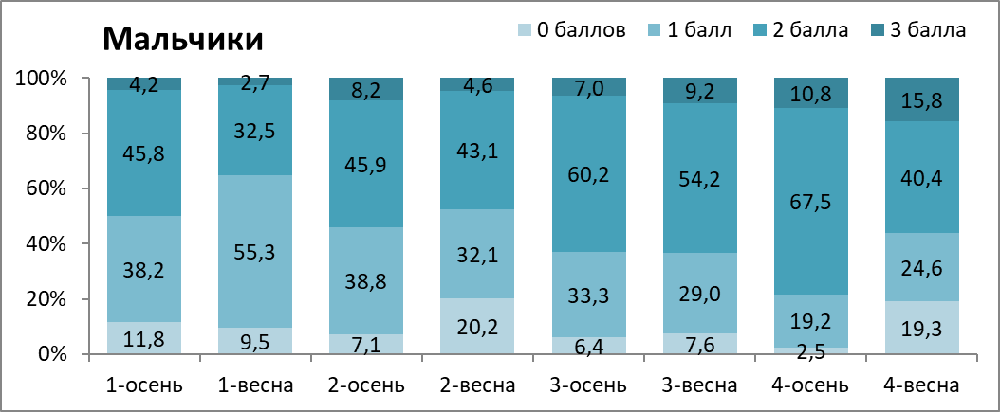 Мальчики
0 баллов 1 балл 2 балла 3 балла
100%
80%
60%
40%
20%
0%
4,2 2,7 8,2 4,6 7,0 9,2 10,8 15,8
45,8 32,5 45,9 43,1 60,2 54,2 67,5 40,4
38,2 55,3 38,8 32,1 33,3 29,0 19,2 24,6
11,8 9,5 7,1 20,2 6,4 7,6 2,5 19,3
1-осень 1-весна 2-осень 2-весна 3-осень 3-весна 4-осень 4-весна